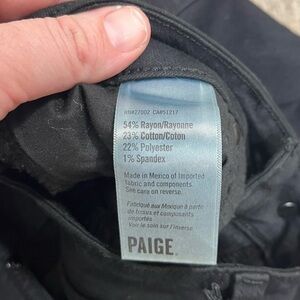 54% Rayon/Rayonne
23% Cotton/Coton
22% Polyester
1% Spandex
Made in Mexico of Imported
fabric and components.
See care on reverse.
Fabriqué aux Mexique à partir
de tissus et composants
importés
Voir le soin sur l'inverse
PAIGE